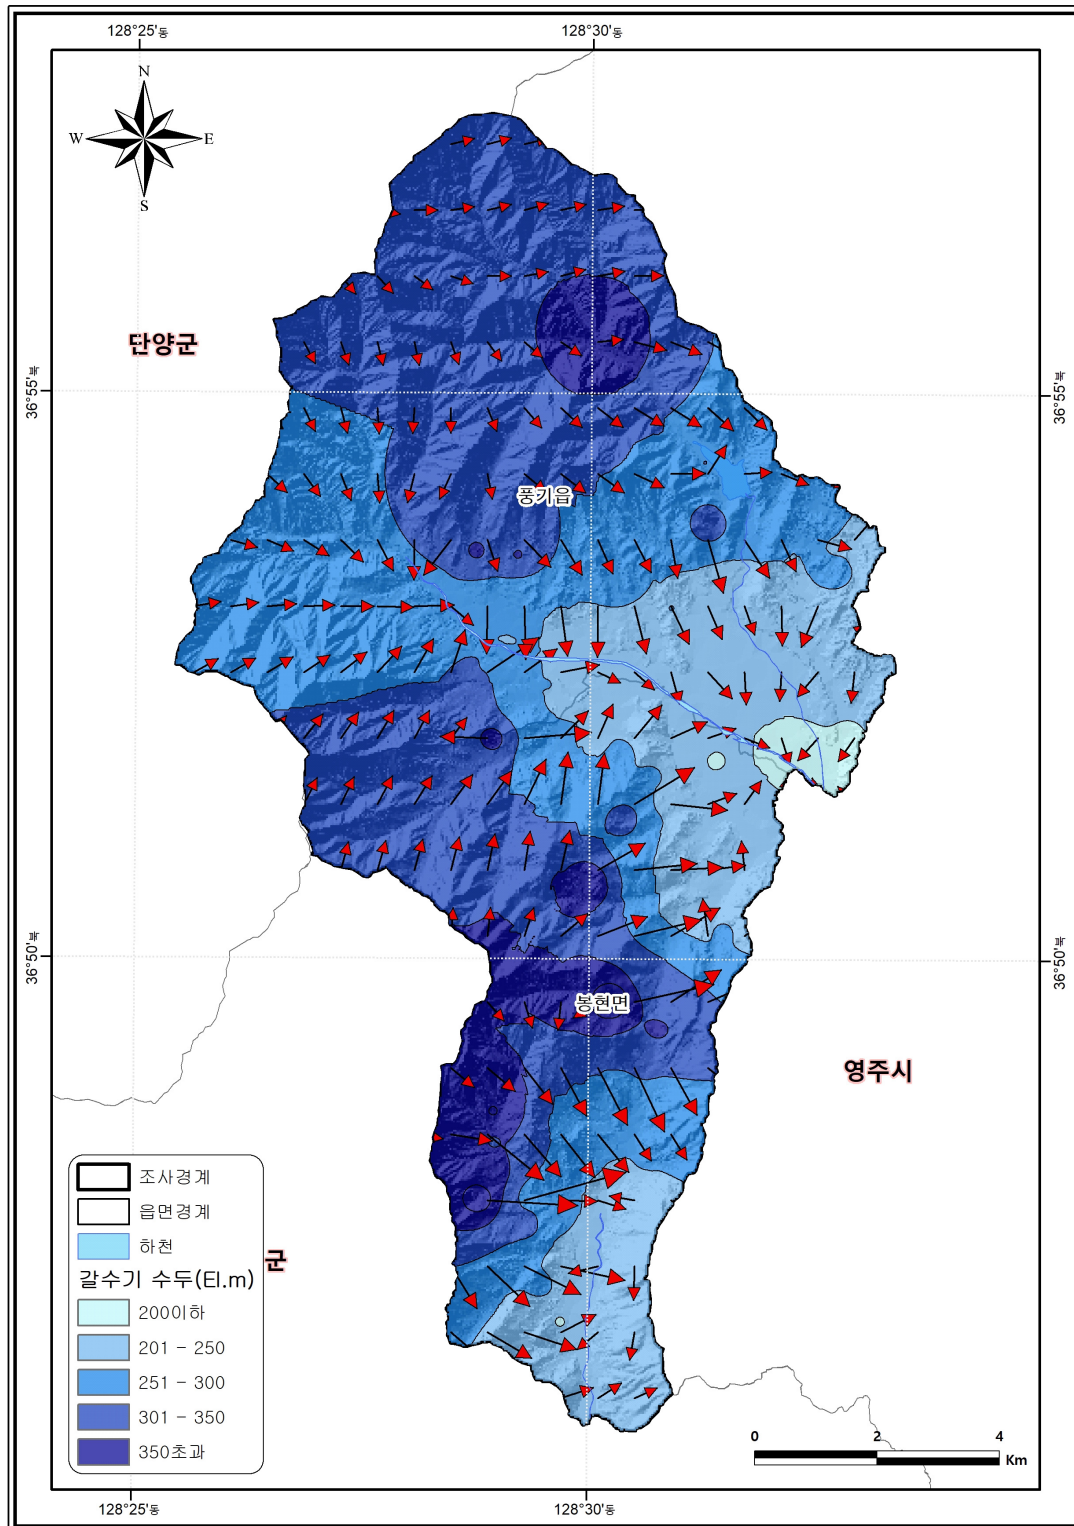 128°25'동
128°30'동
N
W
E
S
단양군
36°55'북
36°55'북
풍기읍
36°50'북
36°50'북
봉현면
영주시
조사경계
읍면경계
하천
군
갈수기 수두(El.m)
200이하
201 - 250
251 - 300
301 - 350
350초과
0
2
4
Km
128°25'동
128°30'동